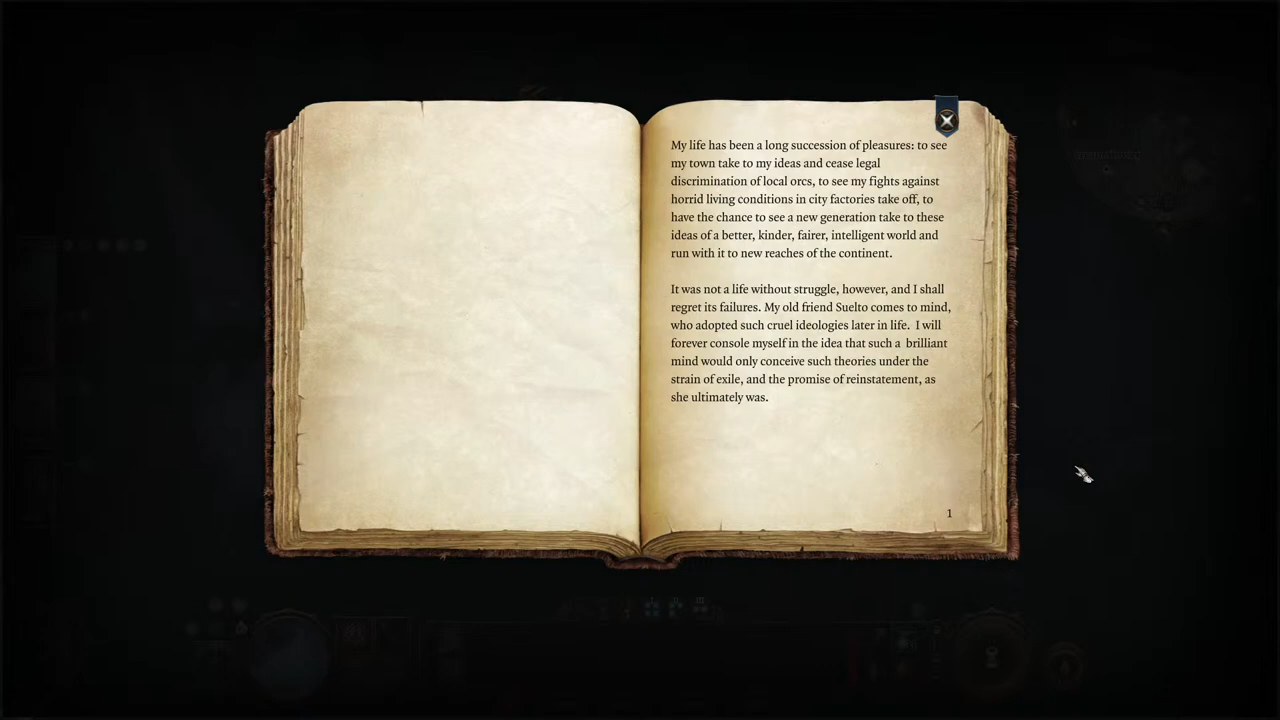 My life has been a long succession of pleasures: to see
my town take to my ideas and cease legal
discrimination of local orcs, to see my fights against
horrid living conditions in city factories take off, to
have the chance to see a new generation take to these
ideas of a better, kinder, fairer, intelligent world and
run with it to new reaches of the continent.
It was not a life without struggle, however, and I shall
regret its failures. My old friend Suelto comes to mind,
who adopted such cruel ideologies later in life.  I will
forever console myself in the idea that such a  brilliant
mind would only conceive such theories under the
strain of exile, and the promise of reinstatement, as
she ultimately was.
1